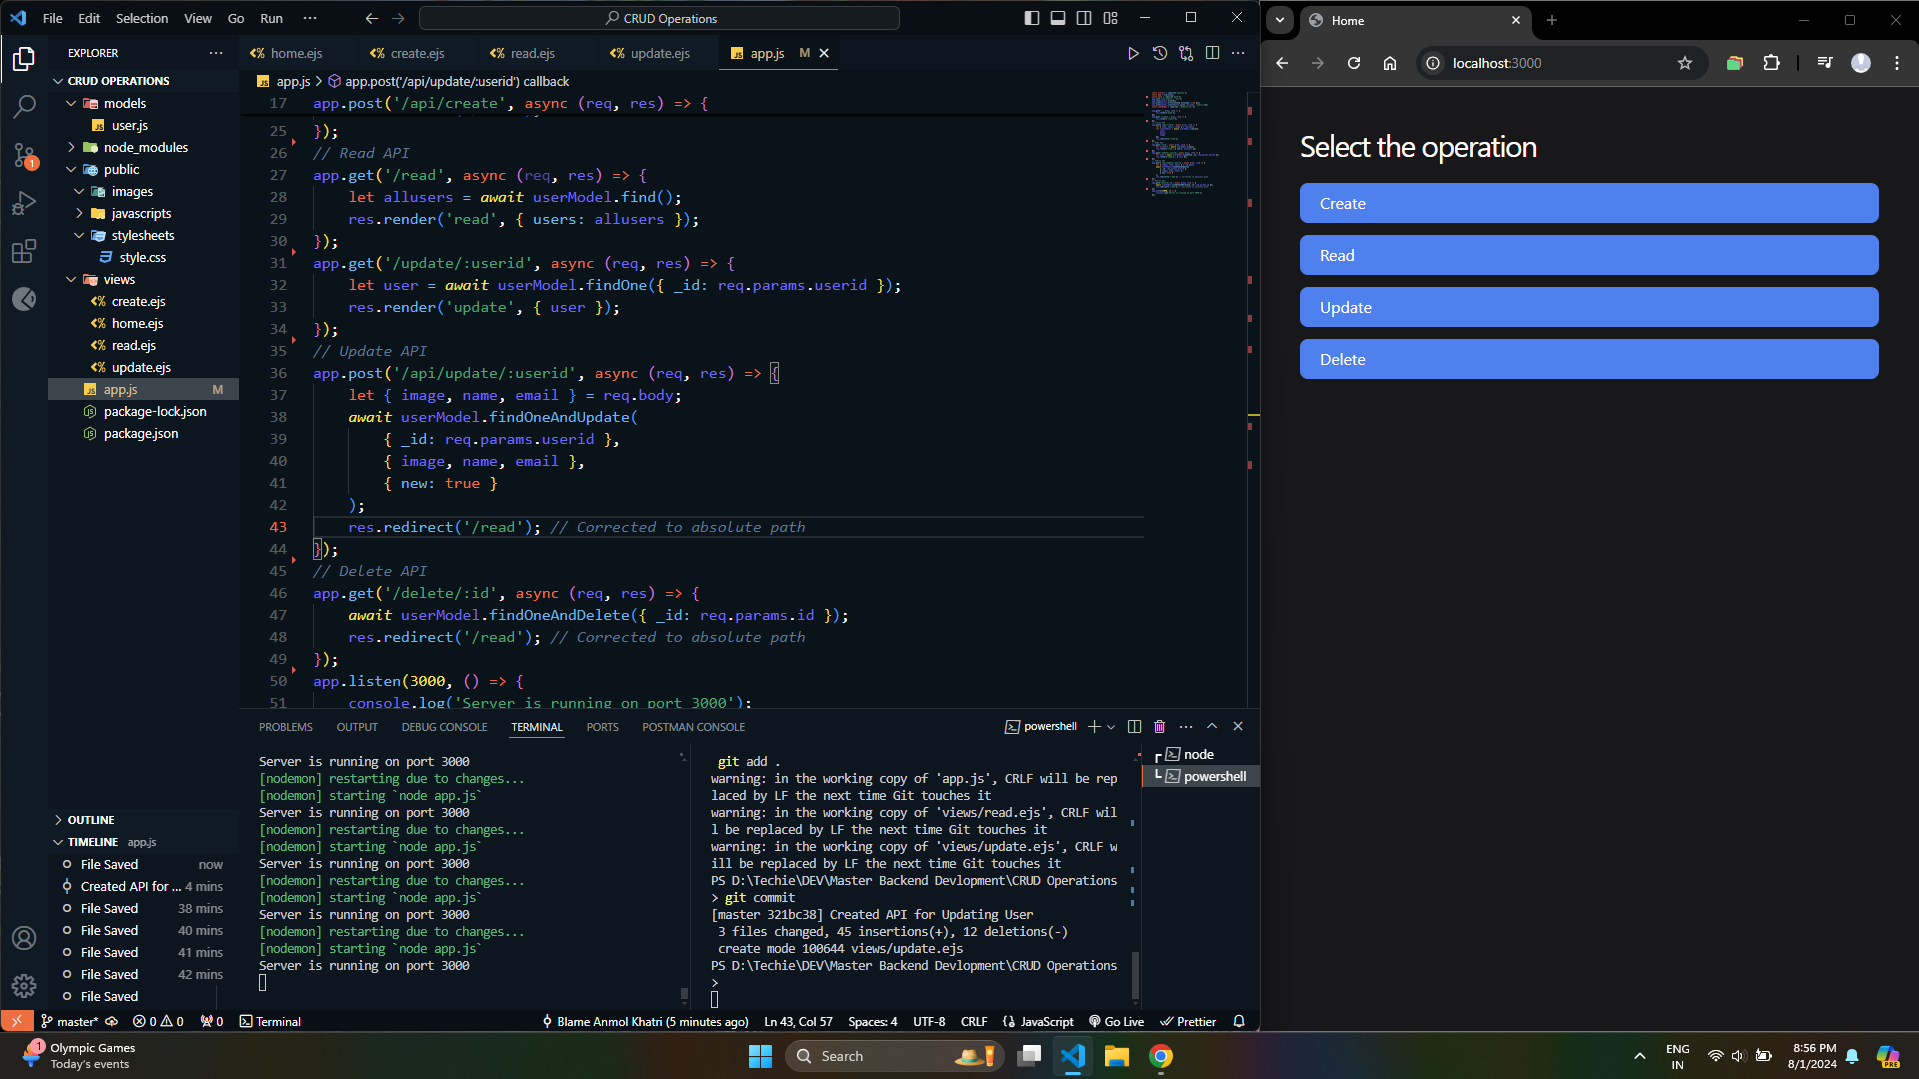 File Edit Selection View Go Run ···
CRUD Operations
EXPLORER
CRUD OPERATIONS
models
user.js
node_modules
public
images
javascripts
stylesheets
style.css
views
create.ejs
home.ejs
read.ejs
update.ejs
app.js M
package-lock.json
package.json
OUTLINE
TIMELINE app.js
File Saved now
Created API for ... 4 mins
File Saved 38 mins
File Saved 40 mins
File Saved 41 mins
File Saved 42 mins
File Saved
home.ejs create.ejs read.ejs update.ejs app.js M
app.js > app.post('/api/update/:userid') callback
17 app.post('/api/create', async (req, res) => {
25 });
26 // Read API
27 app.get('/read', async (req, res) => {
28 let allusers = await userModel.find();
29 res.render('read', { users: allusers });
30 });
31 app.get('/update/:userid', async (req, res) => {
32 let user = await userModel.findOne({ _id: req.params.userid });
33 res.render('update', { user });
34 });
35 // Update API
36 app.post('/api/update/:userid', async (req, res) => {
37 let { image, name, email } = req.body;
38 await userModel.findOneAndUpdate(
39 { _id: req.params.userid },
40 { image, name, email },
41 { new: true }
42 );
43 res.redirect('/read'); // Corrected to absolute path
44 });
45 // Delete API
46 app.get('/delete/:id', async (req, res) => {
47 await userModel.findOneAndDelete({ _id: req.params.id });
48 res.redirect('/read'); // Corrected to absolute path
49 });
50 app.listen(3000, () => {
51 console.log('Server is running on port 3000');
PROBLEMS OUTPUT DEBUG CONSOLE TERMINAL PORTS POSTMAN CONSOLE
powershell
Server is running on port 3000
[nodemon] restarting due to changes...
[nodemon] starting `node app.js`
Server is running on port 3000
[nodemon] restarting due to changes...
[nodemon] starting `node app.js`
Server is running on port 3000
[nodemon] restarting due to changes...
[nodemon] starting `node app.js`
Server is running on port 3000
[nodemon] restarting due to changes...
[nodemon] starting `node app.js`
Server is running on port 3000
git add .
warning: in the working copy of 'app.js', CRLF will be rep
laced by LF the next time Git touches it
warning: in the working copy of 'views/read.ejs', CRLF wil
l be replaced by LF the next time Git touches it
warning: in the working copy of 'views/update.ejs', CRLF w
ill be replaced by LF the next time Git touches it
PS D:\Techie\DEV\Master Backend Devlopment\CRUD Operations
> git commit
[master 321bc38] Created API for Updating User
3 files changed, 45 insertions(+), 12 deletions(-)
create mode 100644 views/update.ejs
PS D:\Techie\DEV\Master Backend Devlopment\CRUD Operations
>
node
powershell
master* 0 0 0 Terminal Blame Anmol Khatri (5 minutes ago) Ln 43, Col 57 Spaces: 4 UTF-8 CRLF JavaScript Go Live Prettier
Home
localhost:3000
Select the operation
Create
Read
Update
Delete
1
Olympic Games
Today's events
Search
ENG
IN
8:56 PM
8/1/2024
PRE